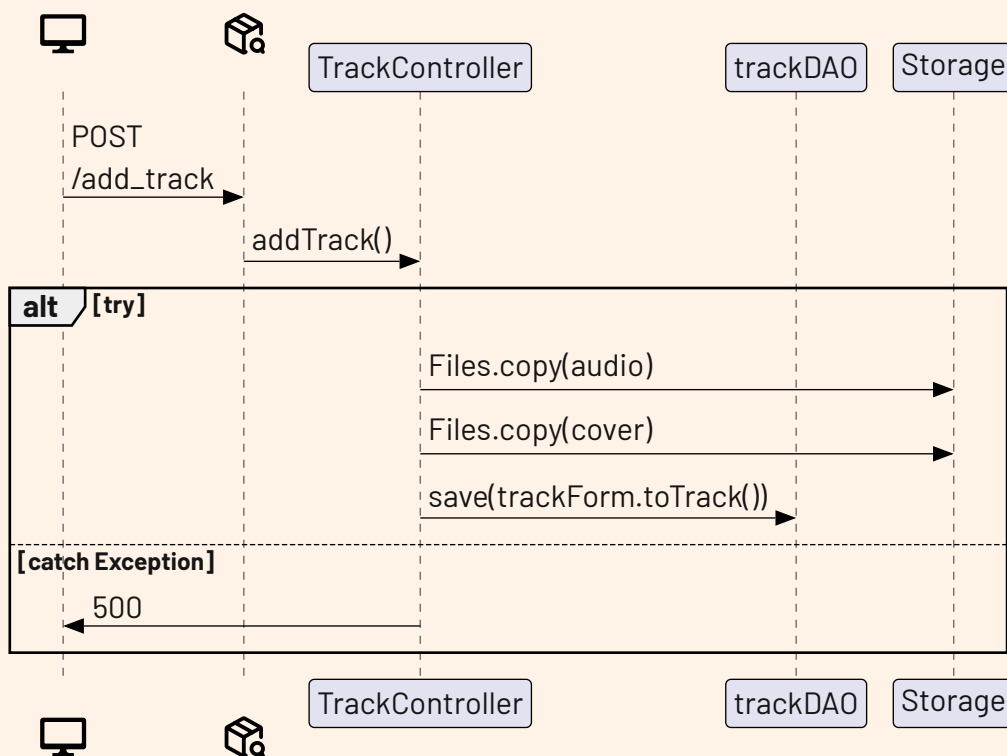 TrackController
trackDAO
Storage
POST
/add_track
addTrack()
alt
[try]
Files.copy(audio)
Files.copy(cover)
save(trackForm.toTrack())
[catch Exception]
500
TrackController
trackDAO
Storage